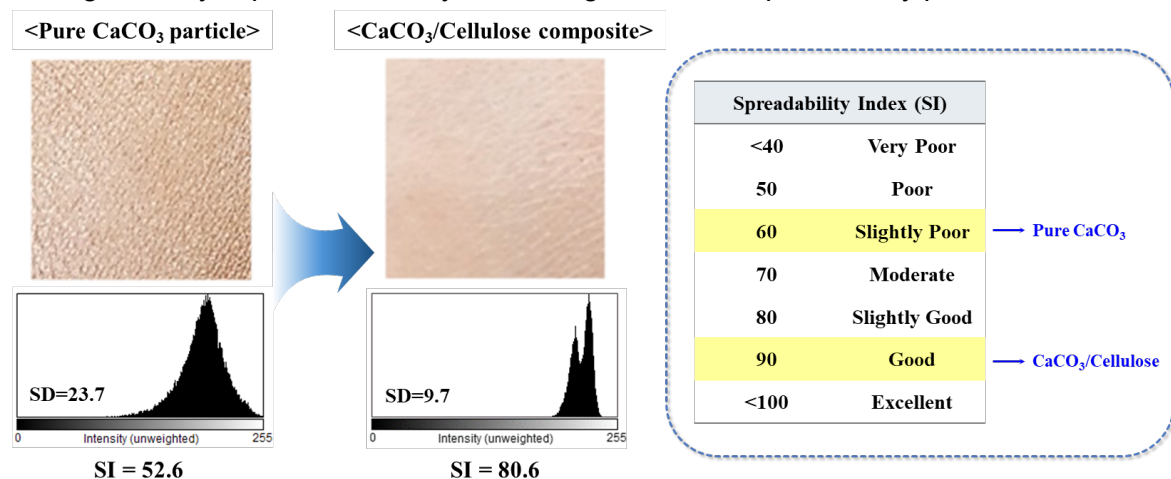 <Pure CaCO₃ particle>
<CaCO₃/Cellulose composite>
SD=23.7
0 Intensity (unweighted) 255
SI = 52.6
SD=9.7
0 Intensity (unweighted) 255
SI = 80.6
Spreadability Index (SI)
<40 Very Poor
50 Poor
60 Slightly Poor
Pure CaCO₃
70 Moderate
80 Slightly Good
90 Good
CaCO₃/Cellulose
<100 Excellent